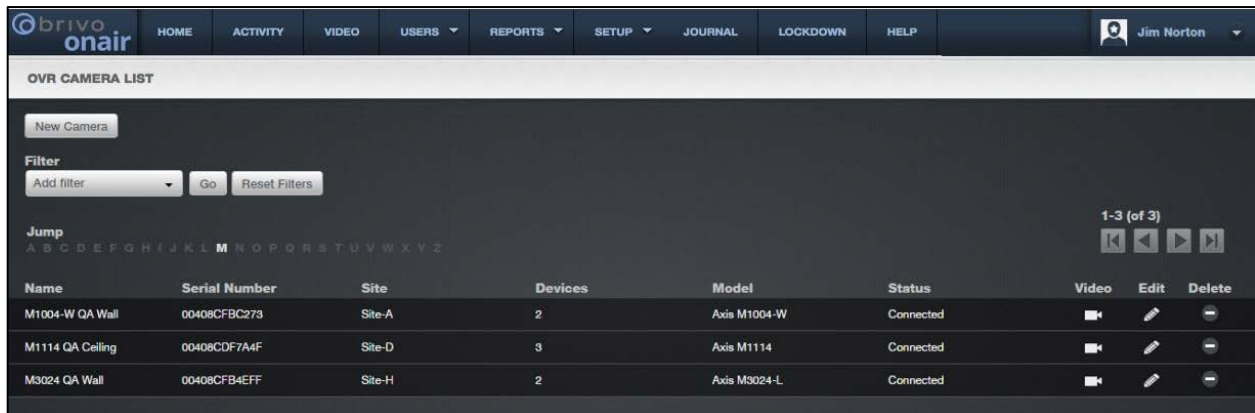 brivo onair HOME ACTIVITY VIDEO USERS REPORTS SETUP JOURNAL LOCKDOWN HELP Jim Norton
OVR CAMERA LIST
New Camera
Filter
Add filter Go Reset Filters
1-3 (of 3)
Jump
A B C D E F G H I J K L M N O P Q R S T U V W X Y Z
Name Serial Number Site Devices Model Status Video Edit Delete
M1004-W QA Wall 00408CFBC273 Site-A 2 Axis M1004-W Connected
M1114 QA Ceiling 00408CDF7A4F Site-D 3 Axis M1114 Connected
M3024 QA Wall 00408CFB4EFF Site-H 2 Axis M3024-L Connected